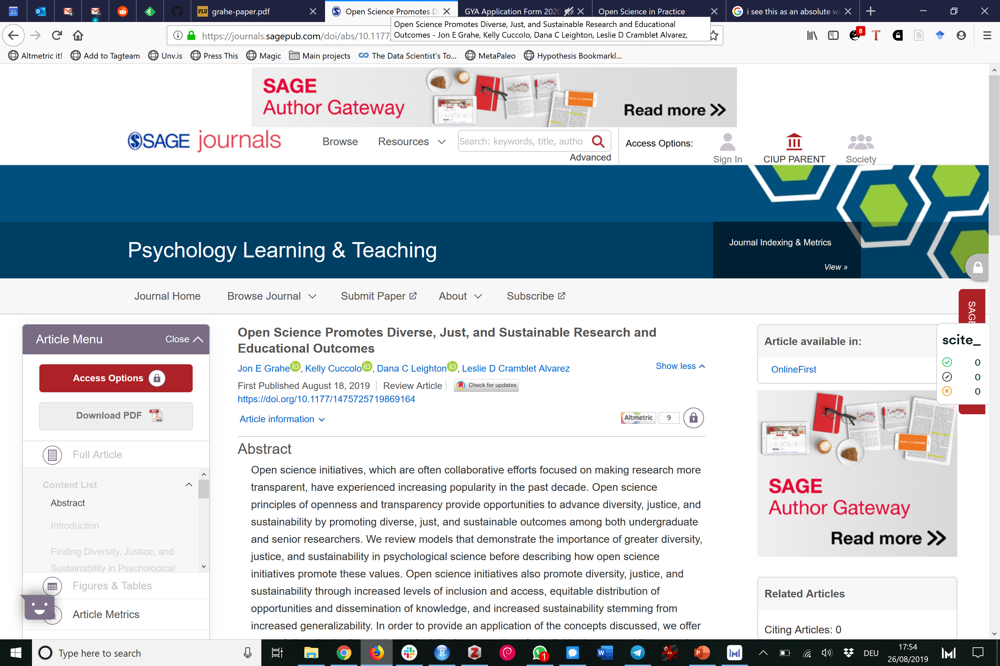 31
0
4
grahe-paper.pdf
Open Science Promotes Di
GYA Application Form 2020
Open Science in Practice
i see this as an absolute wi
Open Science Promotes Diverse, Just, and Sustainable Research and Educational
Outcomes - Jon E Grahe, Kelly Cuccolo, Dana C Leighton, Leslie D Cramblet Alvarez,
https://journals.sagepub.com/doi/abs/10.1177/
8
Altmetric it!
Add to Tagteam
Unv.is
Press This
Magic
Main projects
The Data Scientist's To...
MetaPaleo
Hypothesis Bookmarkl...
SAGE
Author Gateway
Read more
SAGE journals
Browse
Resources
Search: keywords, title, autho
Advanced
Access Options:
Sign In
CIUP PARENT
Society
Psychology Learning & Teaching
Journal Indexing & Metrics
View »
Journal Home
Browse Journal
Submit Paper
About
Subscribe
SAGE
Article Menu
Close
Access Options
Download PDF
Full Article
Content List
Abstract
Introduction
Finding Diversity, Justice, and
Sustainability in Psychological
Figures & Tables
Article Metrics
Open Science Promotes Diverse, Just, and Sustainable Research and
Educational Outcomes
Jon E Grahe, Kelly Cuccolo, Dana C Leighton, Leslie D Cramblet Alvarez
Show less
First Published August 18, 2019 | Review Article | Check for updates
https://doi.org/10.1177/1475725719869164
Article information
Altmetric 9
Abstract
Open science initiatives, which are often collaborative efforts focused on making research more
transparent, have experienced increasing popularity in the past decade. Open science
principles of openness and transparency provide opportunities to advance diversity, justice, and
sustainability by promoting diverse, just, and sustainable outcomes among both undergraduate
and senior researchers. We review models that demonstrate the importance of greater diversity,
justice, and sustainability in psychological science before describing how open science
initiatives promote these values. Open science initiatives also promote diversity, justice, and
sustainability through increased levels of inclusion and access, equitable distribution of
opportunities and dissemination of knowledge, and increased sustainability stemming from
increased generalizability. In order to provide an application of the concepts discussed, we offer
Article available in:
OnlineFirst
scite_
0
0
0
SAGE
Author Gateway
Read more
Related Articles
Citing Articles: 0
Type here to search
1
DEU
17:54
26/08/2019